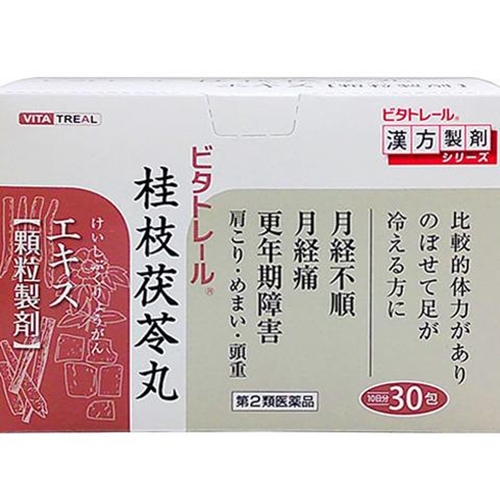 VITA TREAL
ビタトレール®
漢方製剤
シリーズ
比較的体力があり
のぼせて足が
冷える方に
月経不順
月経痛
更年期障害
肩こり・めまい・頭重
ビタトレール®
桂枝茯苓丸
けいしぶくりょうがん
エキス
【顆粒製剤】
第2類医薬品
10日分 30包